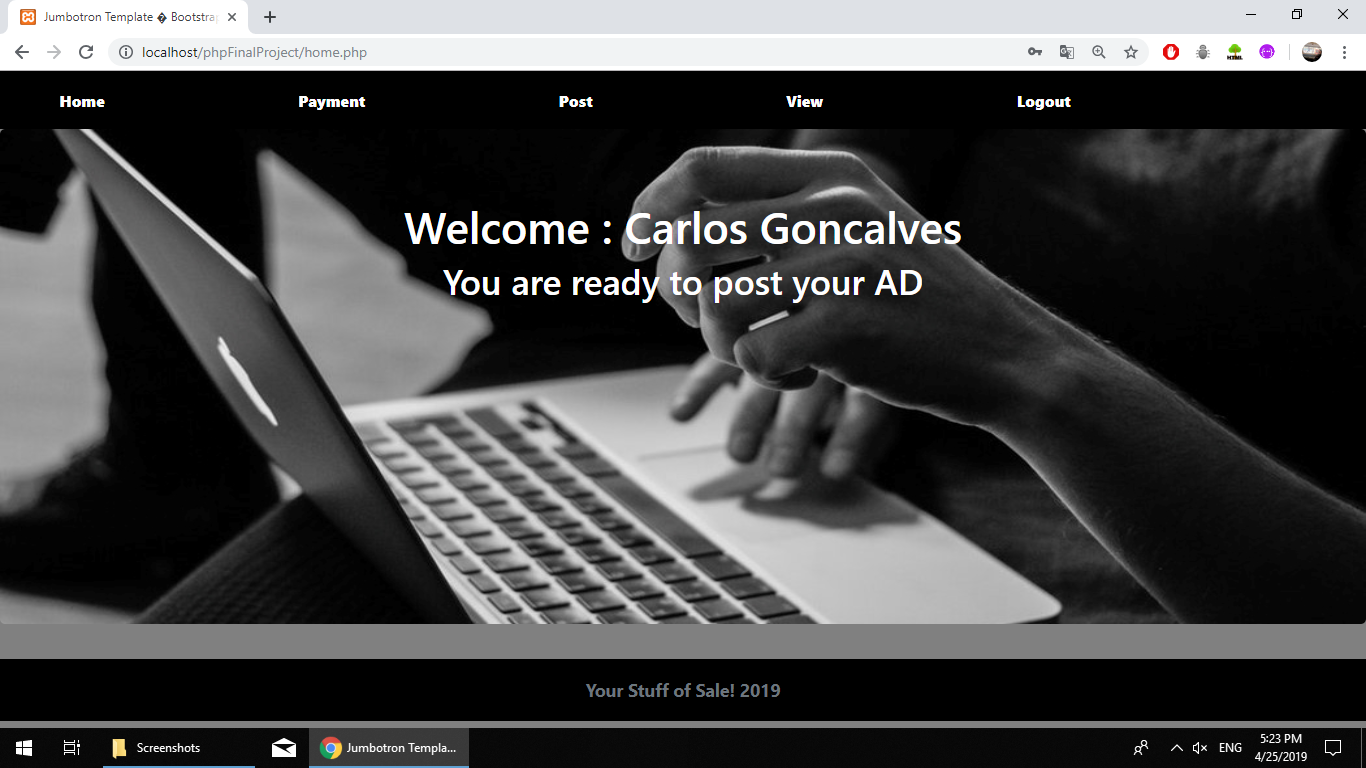 Jumbotron Template � Bootstrap
localhost/phpFinalProject/home.php
Home Payment Post View Logout
Welcome : Carlos Goncalves
You are ready to post your AD
Your Stuff of Sale! 2019
Screenshots
Jumbotron Templa...
ENG
5:23 PM
4/25/2019